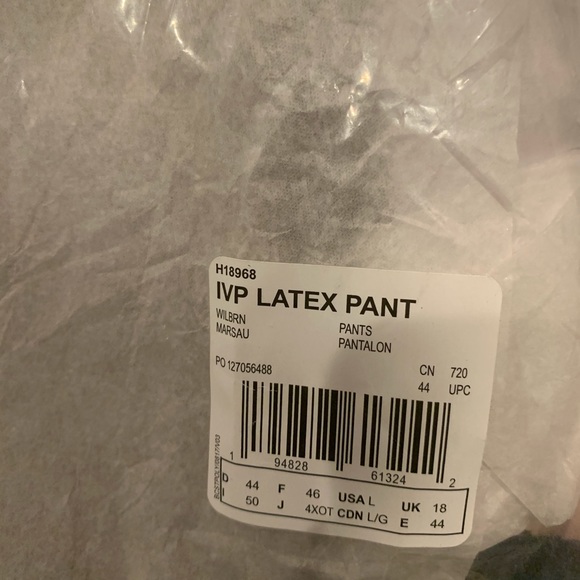 H18968
IVP LATEX PANT
WILBRN PANTS
MARSAU PANTALON
PO 127056488 CN 720
44 UPC
1 94828 61324 2
D 44 F 46 USA L UK 18
I 50 J 4XOT CDN L/G E 44